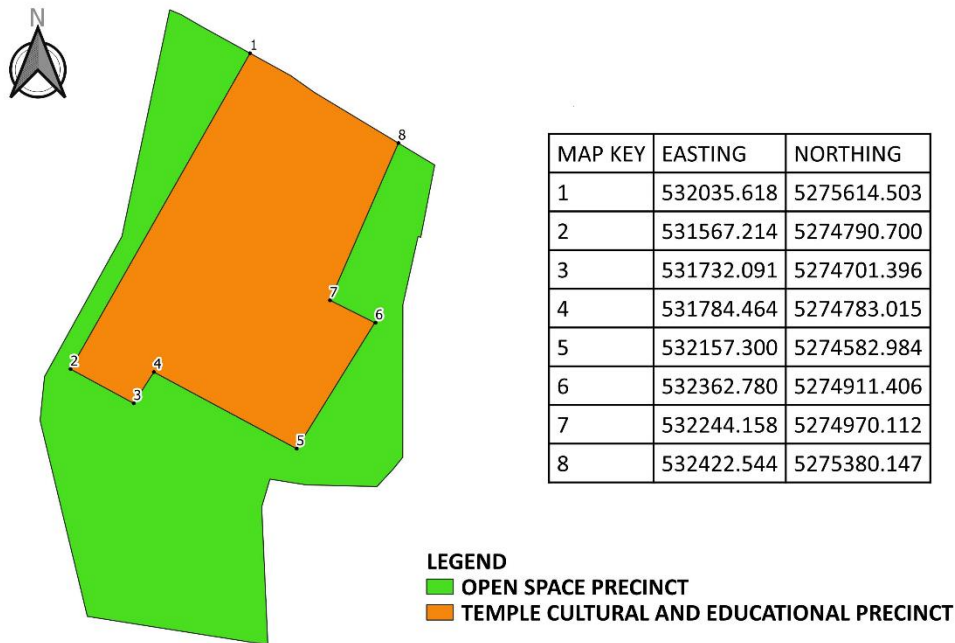 N
1
8
7
6
2
4
3
5
MAP KEY EASTING NORTHING
1 532035.618 5275614.503
2 531567.214 5274790.700
3 531732.091 5274701.396
4 531784.464 5274783.015
5 532157.300 5274582.984
6 532362.780 5274911.406
7 532244.158 5274970.112
8 532422.544 5275380.147
LEGEND
OPEN SPACE PRECINCT
TEMPLE CULTURAL AND EDUCATIONAL PRECINCT